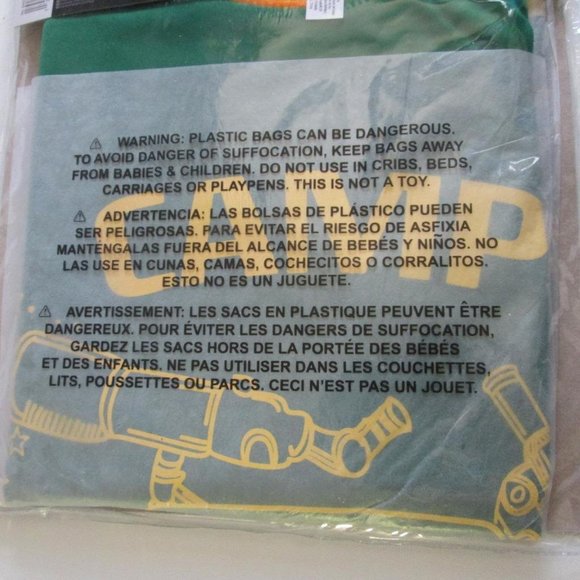 ⚠ WARNING: PLASTIC BAGS CAN BE DANGEROUS.
TO AVOID DANGER OF SUFFOCATION, KEEP BAGS AWAY
FROM BABIES & CHILDREN. DO NOT USE IN CRIBS, BEDS,
CARRIAGES OR PLAYPENS. THIS IS NOT A TOY.
⚠ ADVERTENCIA: LAS BOLSAS DE PLÁSTICO PUEDEN
SER PELIGROSAS. PARA EVITAR EL RIESGO DE ASFIXIA
MANTÉNGALAS FUERA DEL ALCANCE DE BEBÉS Y NIÑOS. NO
LAS USE EN CUNAS, CAMAS, COCHECITOS O CORRALITOS.
ESTO NO ES UN JUGUETE.
CAMP
⚠ AVERTISSEMENT: LES SACS EN PLASTIQUE PEUVENT ÊTRE
DANGEREUX. POUR ÉVITER LES DANGERS DE SUFFOCATION,
GARDEZ LES SACS HORS DE LA PORTÉE DES BÉBÉS
ET DES ENFANTS. NE PAS UTILISER DANS LES COUCHETTES,
LITS, POUSSETTES OU PARCS. CECI N'EST PAS UN JOUET.